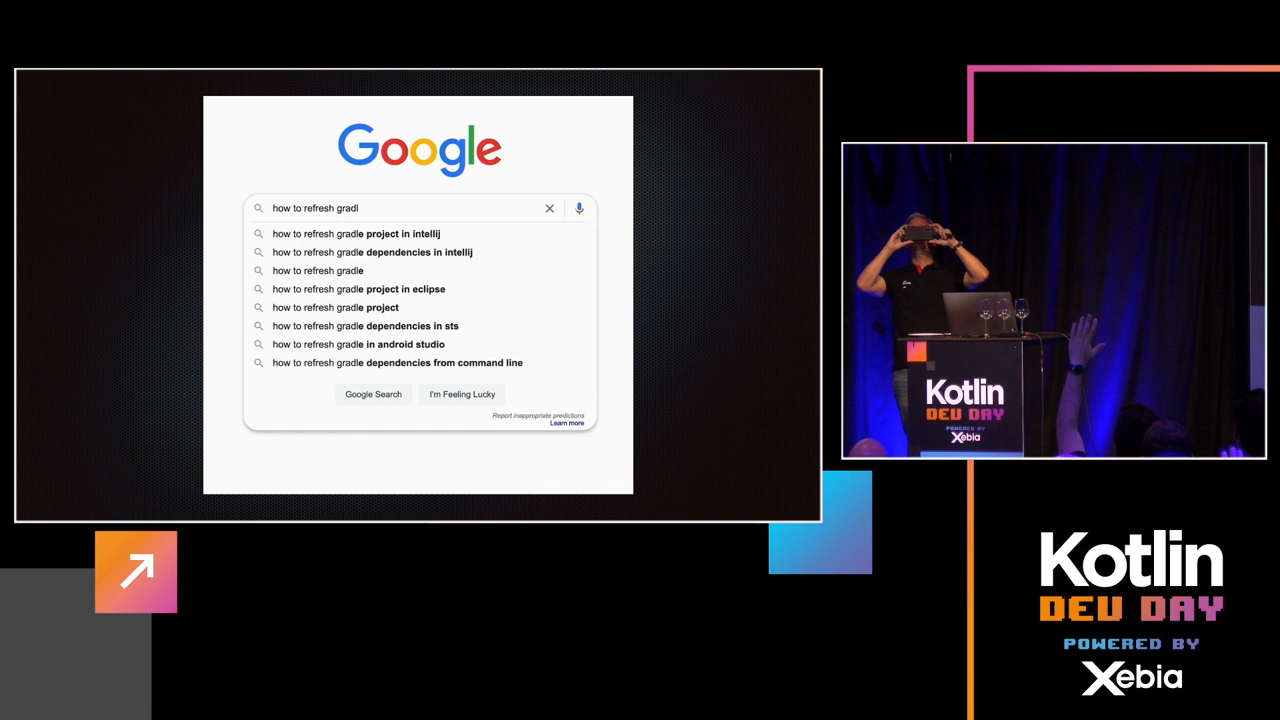 Google
how to refresh gradl
how to refresh gradle project in intellij
how to refresh gradle dependencies in intellij
how to refresh gradle
how to refresh gradle project in eclipse
how to refresh gradle project
how to refresh gradle dependencies in sts
how to refresh gradle in android studio
how to refresh gradle dependencies from command line
Google Search
I'm Feeling Lucky
Report inappropriate predictions
Learn more
Kotlin
DEV DAY
POWERED BY
Xebia
Kotlin
DEV DAY
POWERED BY
Xebia